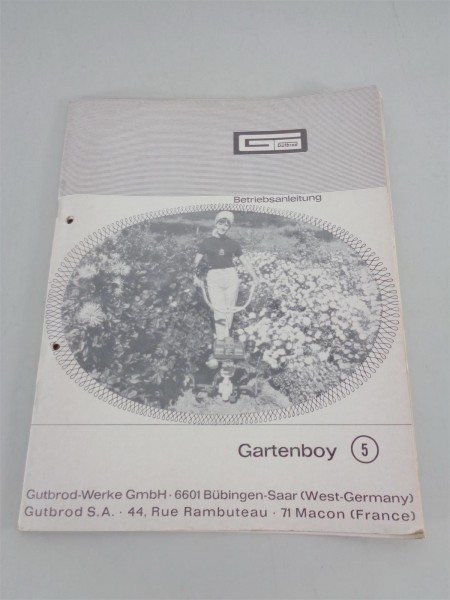 Gutbrod
Betriebsanleitung
Gartenboy 5
Gutbrod-Werke GmbH · 6601 Bübingen-Saar (West-Germany)
Gutbrod S.A. · 44, Rue Rambuteau · 71 Macon (France)